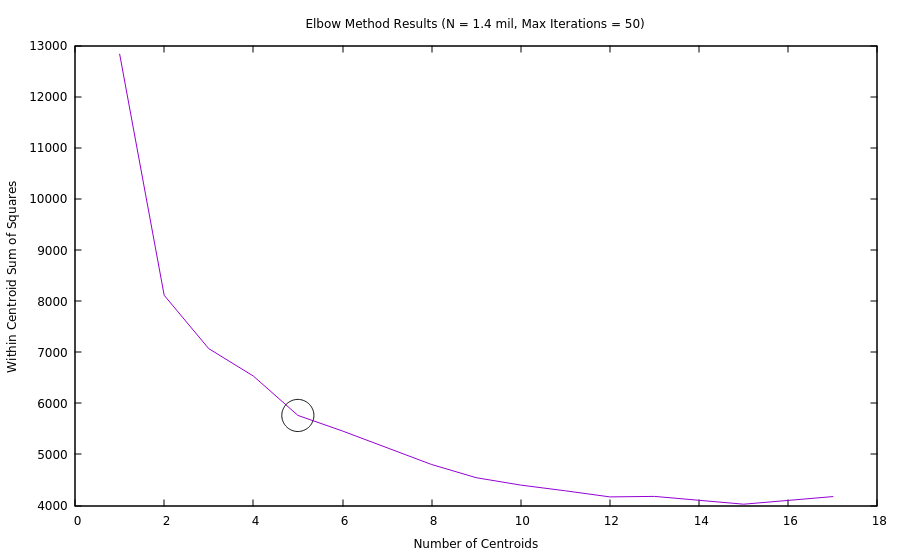 Elbow Method Results (N = 1.4 mil, Max Iterations = 50)
13000
12000
11000
10000
9000
8000
7000
6000
5000
4000
Within Centroid Sum of Squares
0 2 4 6 8 10 12 14 16 18
Number of Centroids